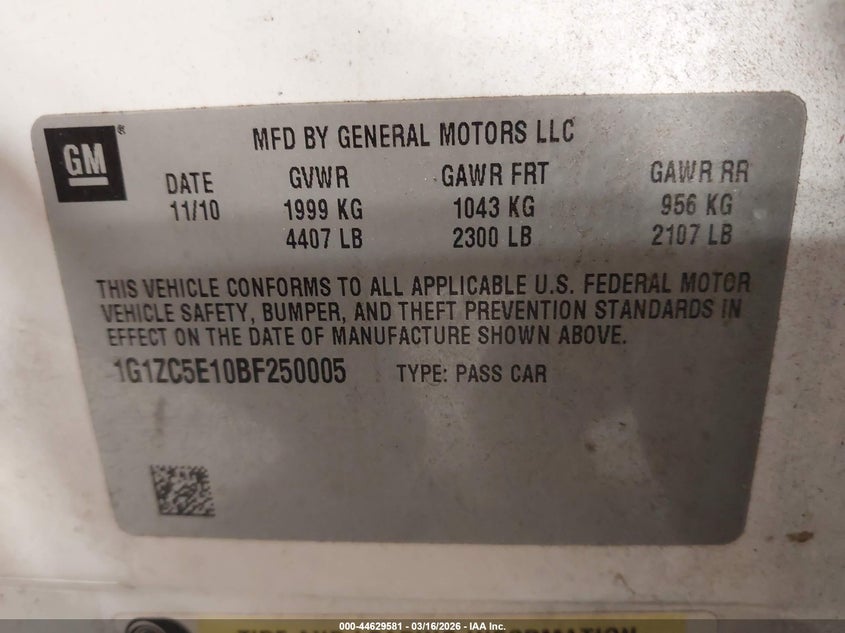 GM ®
MFD BY GENERAL MOTORS LLC
DATE GVWR GAWR FRT GAWR RR
11/10 1999 KG 1043 KG 956 KG
4407 LB 2300 LB 2107 LB
THIS VEHICLE CONFORMS TO ALL APPLICABLE U.S. FEDERAL MOTOR
VEHICLE SAFETY, BUMPER, AND THEFT PREVENTION STANDARDS IN
EFFECT ON THE DATE OF MANUFACTURE SHOWN ABOVE.
1G1ZC5E10BF250005 TYPE: PASS CAR
000-44629581 - 03/16/2026 - IAA Inc.